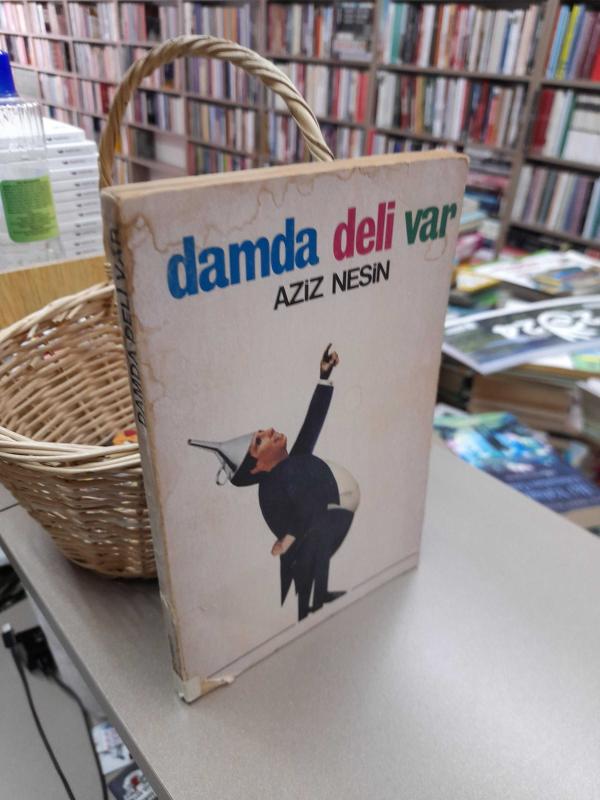 damda deli var
AZİZ NESİN
DAMDA DELİ VAR